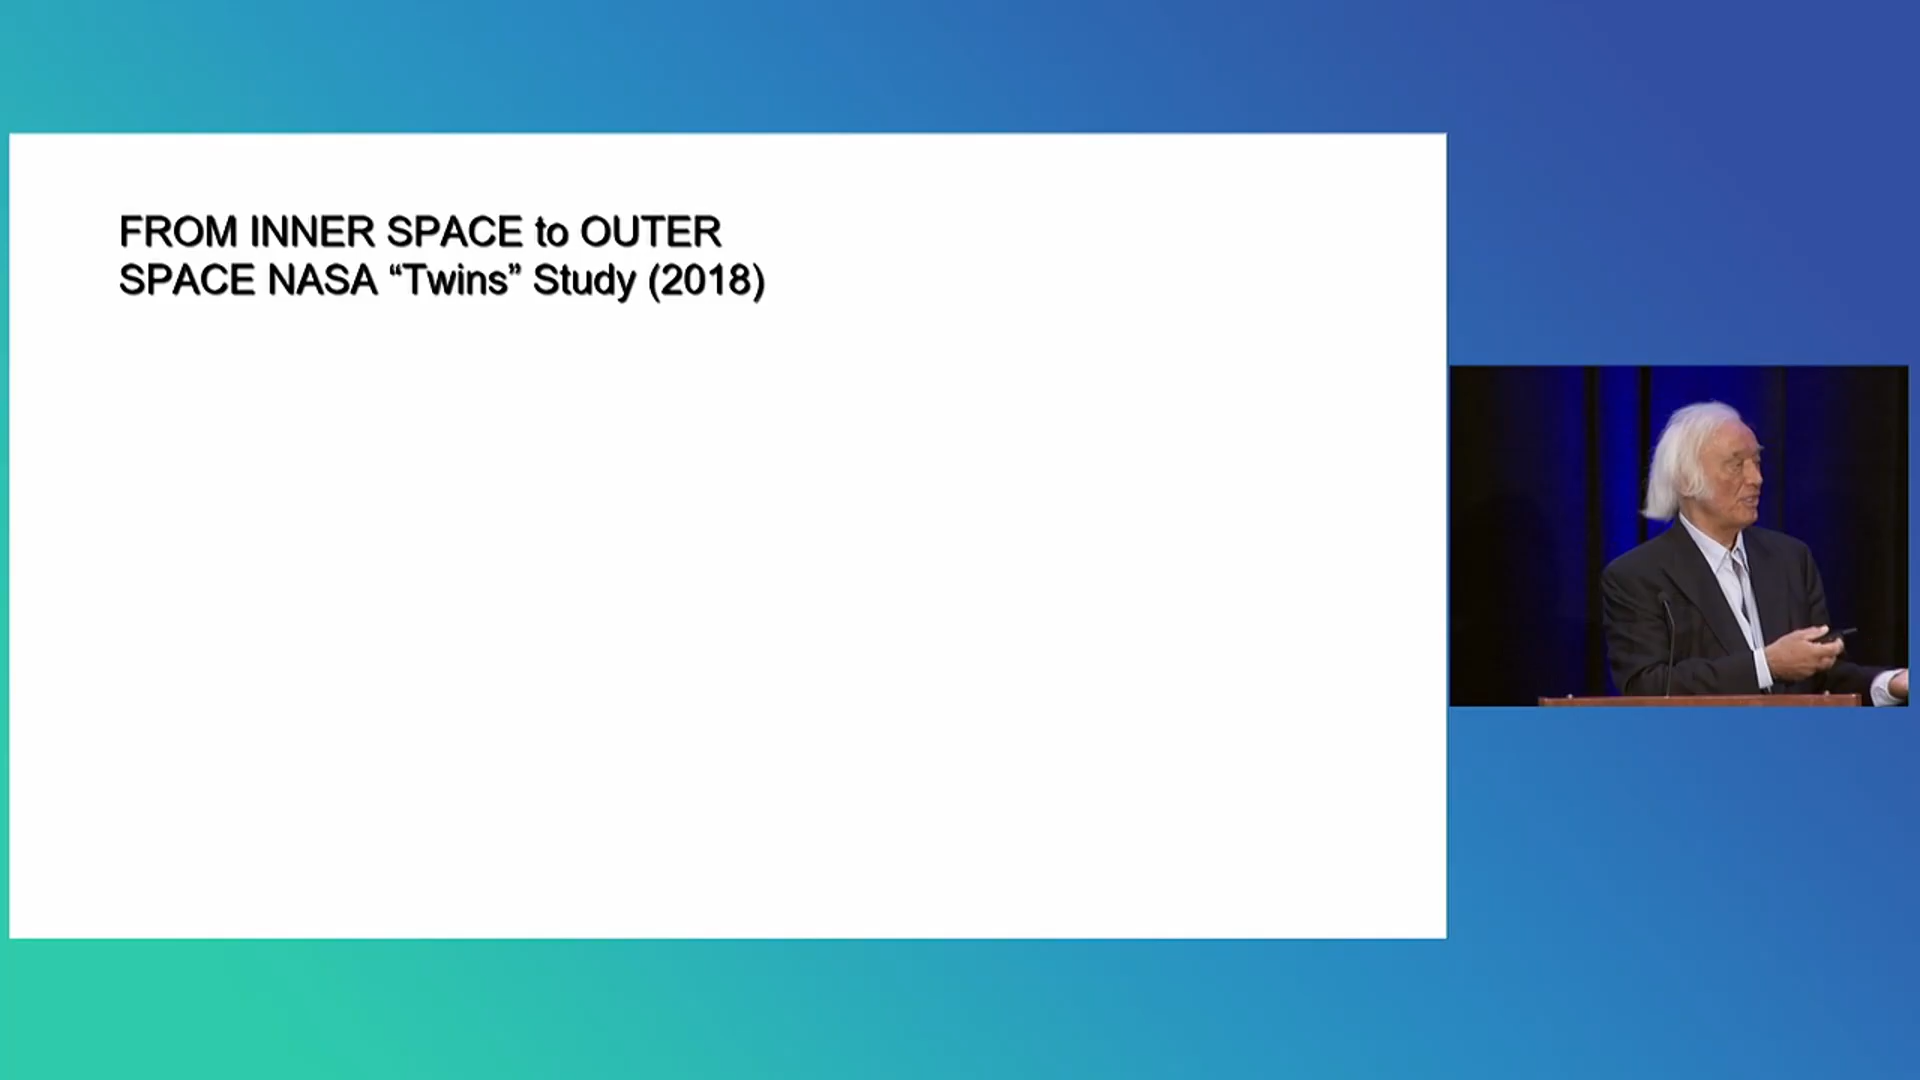 FROM INNER SPACE to OUTER
SPACE NASA “Twins” Study (2018)